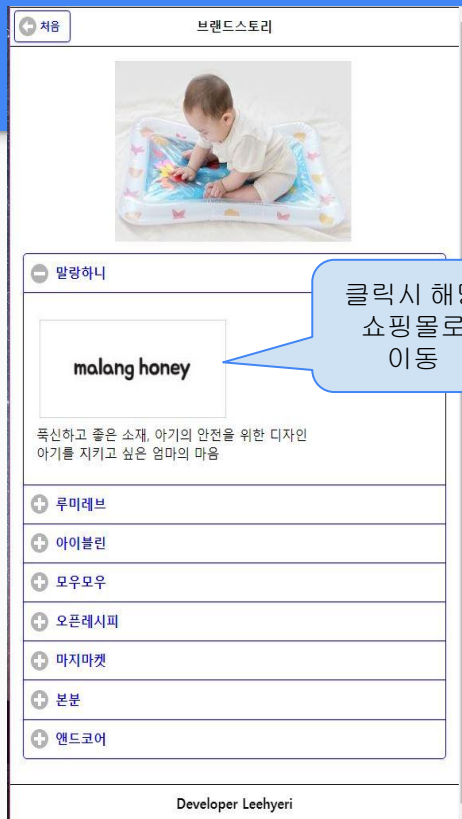 처음
브랜드스토리
말랑하니
클릭시 해당
쇼핑몰로
이동
malang honey
푹신하고 좋은 소재, 아기의 안전을 위한 디자인
아기를 지키고 싶은 엄마의 마음
루미레브
아이블린
모우모우
오픈레시피
마지마켓
본분
앤드코어
Developer Leehyeri